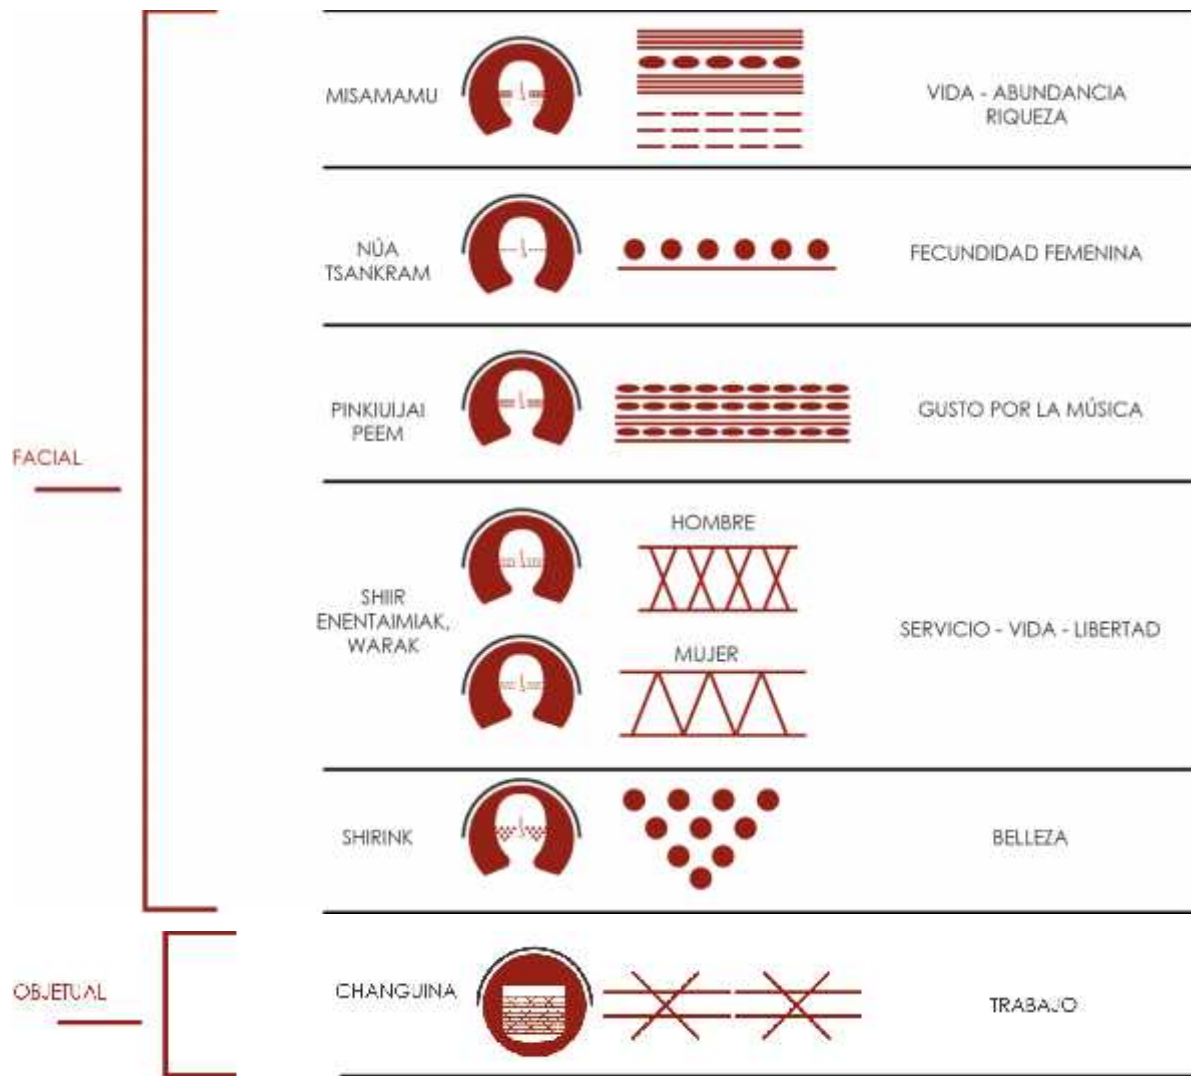 MISAMAMU
VIDA - ABUNDANCIA
RIQUEZA
NÚA
TSANKRAM
FECUNDIDAD FEMENINA
PINKIUIJAI
PEEM
GUSTO POR LA MÚSICA
FACIAL
HOMBRE
SHIIR
ENENTAIMIAK,
WARAK
MUJER
SERVICIO - VIDA - LIBERTAD
SHIRINK
BELLEZA
OBJETUAL
CHANGUINA
TRABAJO